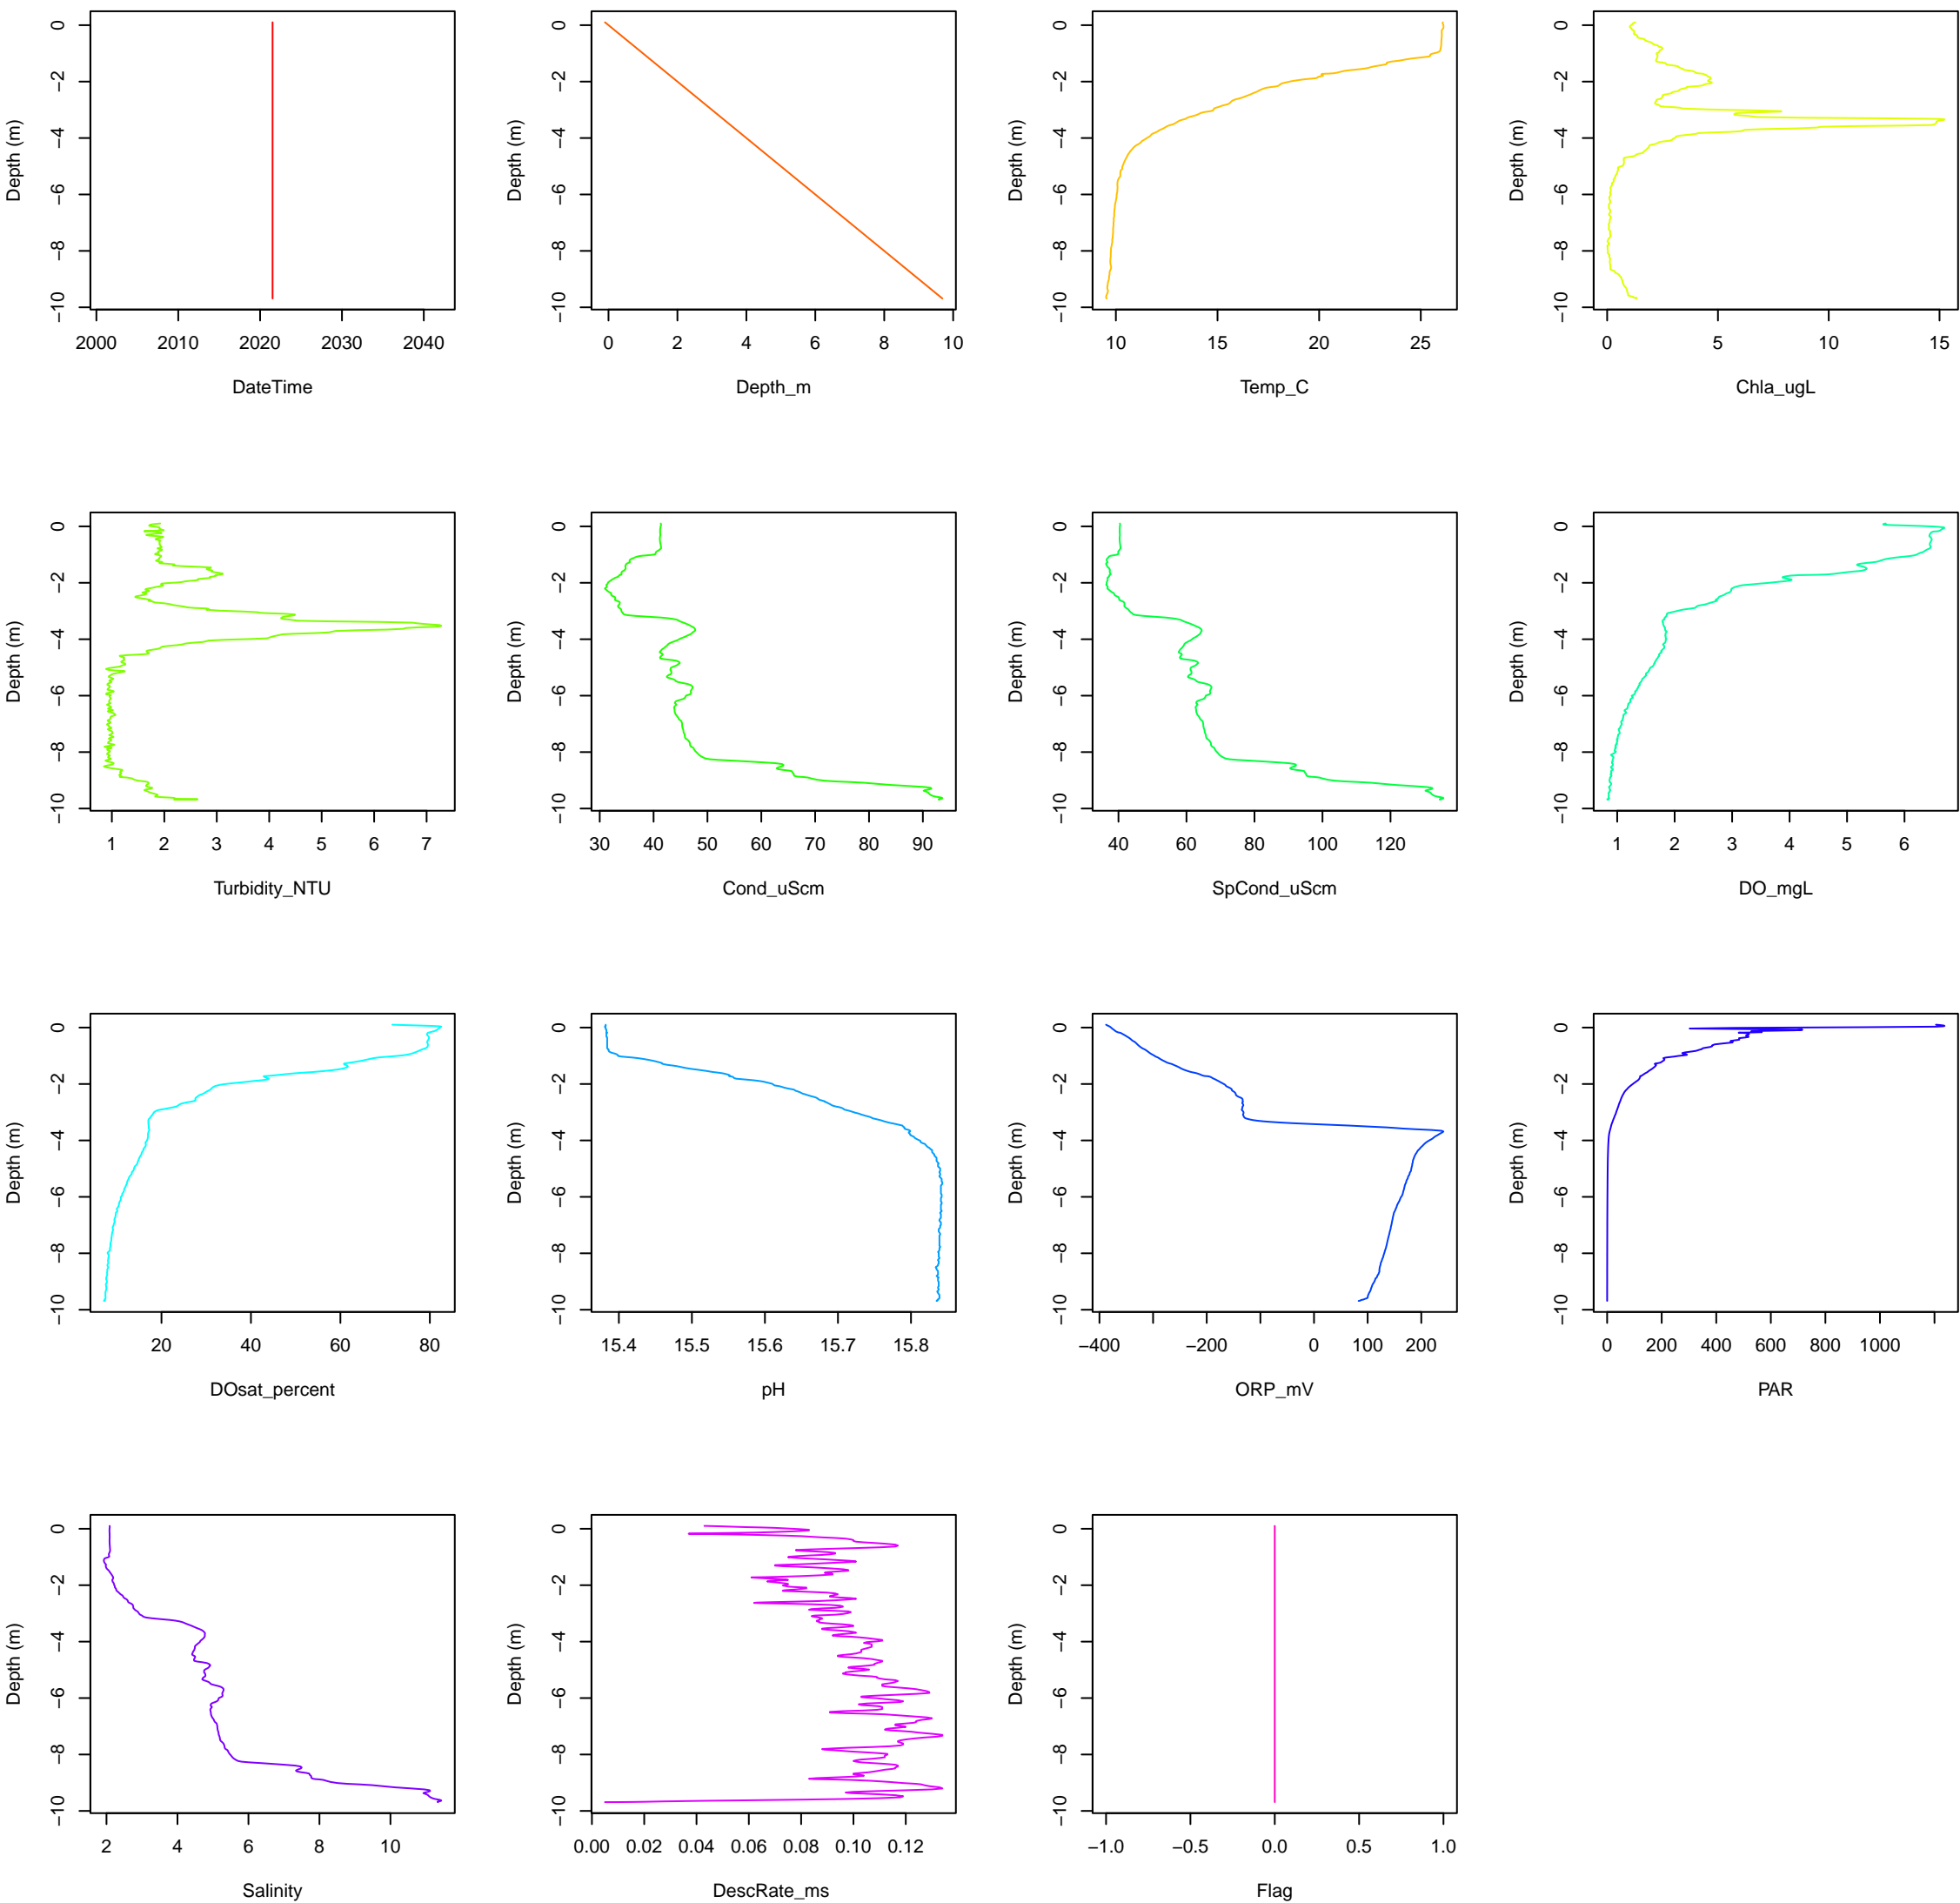 Depth (m)
0
−2
−4
−6
−8
−10
2000 2010 2020 2030 2040
DateTime
Depth (m)
0
−2
−4
−6
−8
−10
0 2 4 6 8 10
Depth_m
Depth (m)
0
−2
−4
−6
−8
−10
10 15 20 25
Temp_C
Depth (m)
0
−2
−4
−6
−8
−10
0 5 10 15
Chla_ugL
Depth (m)
0
−2
−4
−6
−8
−10
1 2 3 4 5 6 7
Turbidity_NTU
Depth (m)
0
−2
−4
−6
−8
−10
30 40 50 60 70 80 90
Cond_uScm
Depth (m)
0
−2
−4
−6
−8
−10
40 60 80 100 120
SpCond_uScm
Depth (m)
0
−2
−4
−6
−8
−10
1 2 3 4 5 6
DO_mgL
Depth (m)
0
−2
−4
−6
−8
−10
20 40 60 80
DOsat_percent
Depth (m)
0
−2
−4
−6
−8
−10
15.4 15.5 15.6 15.7 15.8
pH
Depth (m)
0
−2
−4
−6
−8
−10
−400 −200 0 100 200
ORP_mV
Depth (m)
0
−2
−4
−6
−8
−10
0 200 400 600 800 1000
PAR
Depth (m)
0
−2
−4
−6
−8
−10
2 4 6 8 10
Salinity
Depth (m)
0
−2
−4
−6
−8
−10
0.00 0.02 0.04 0.06 0.08 0.10 0.12
DescRate_ms
Depth (m)
0
−2
−4
−6
−8
−10
−1.0 −0.5 0.0 0.5 1.0
Flag